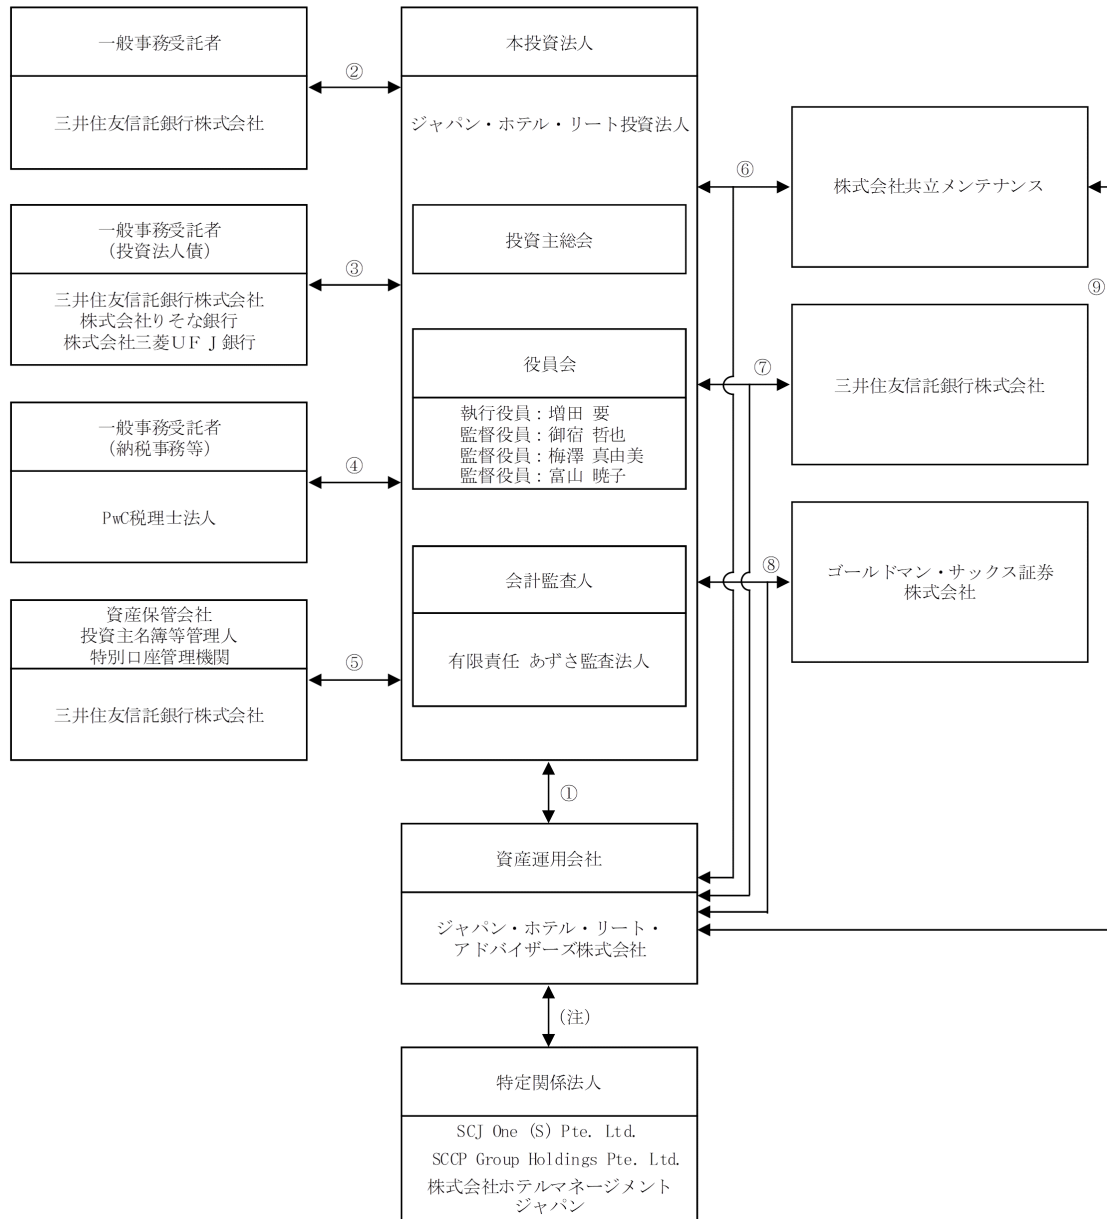 一般事務受託者
三井住友信託銀行株式会社
②
本投資法人
ジャパン・ホテル・リート投資法人
一般事務受託者
(投資法人債)
三井住友信託銀行株式会社
株式会社りそな銀行
株式会社三菱UFJ銀行
③
投資主総会
一般事務受託者
(納税事務等)
PwC税理士法人
④
役員会
執行役員：増田 要
監督役員：御宿 哲也
監督役員：梅澤 真由美
監督役員：富山 暁子
資産保管会社
投資主名簿等管理人
特別口座管理機関
三井住友信託銀行株式会社
⑤
会計監査人
有限責任 あずさ監査法人
⑥
株式会社共立メンテナンス
⑨
⑦
三井住友信託銀行株式会社
⑧
ゴールドマン・サックス証券
株式会社
①
資産運用会社
ジャパン・ホテル・リート・
アドバイザーズ株式会社
(注)
特定関係法人
SCJ One (S) Pte. Ltd.
SCCP Group Holdings Pte. Ltd.
株式会社ホテルマネージメント
ジャパン